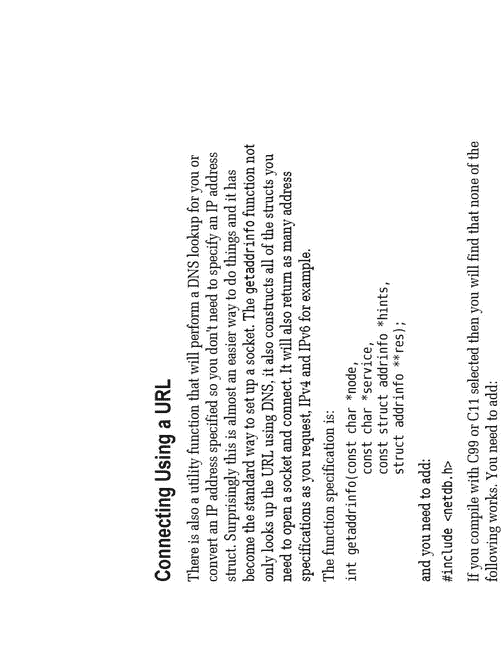 Connecting Using a URL
There is also a utility function that will perform a DNS lookup for you or
convert an IP address specified so you don't need to specify an IP address
struct. Surprisingly this is almost an easier way to do things and it has
become the standard way to set up a socket. The getaddrinfo function not
only looks up the URL using DNS, it also constructs all of the structs you
need to open a socket and connect. It will also return as many address
specifications as you request, IPv4 and IPv6 for example.
The function specification is:
int getaddrinfo(const char *node,
const char *service,
const struct addrinfo *hints,
struct addrinfo **res);
and you need to add:
#include <netdb.h>
If you compile with C99 or C11 selected then you will find that none of the
following works. You need to add: